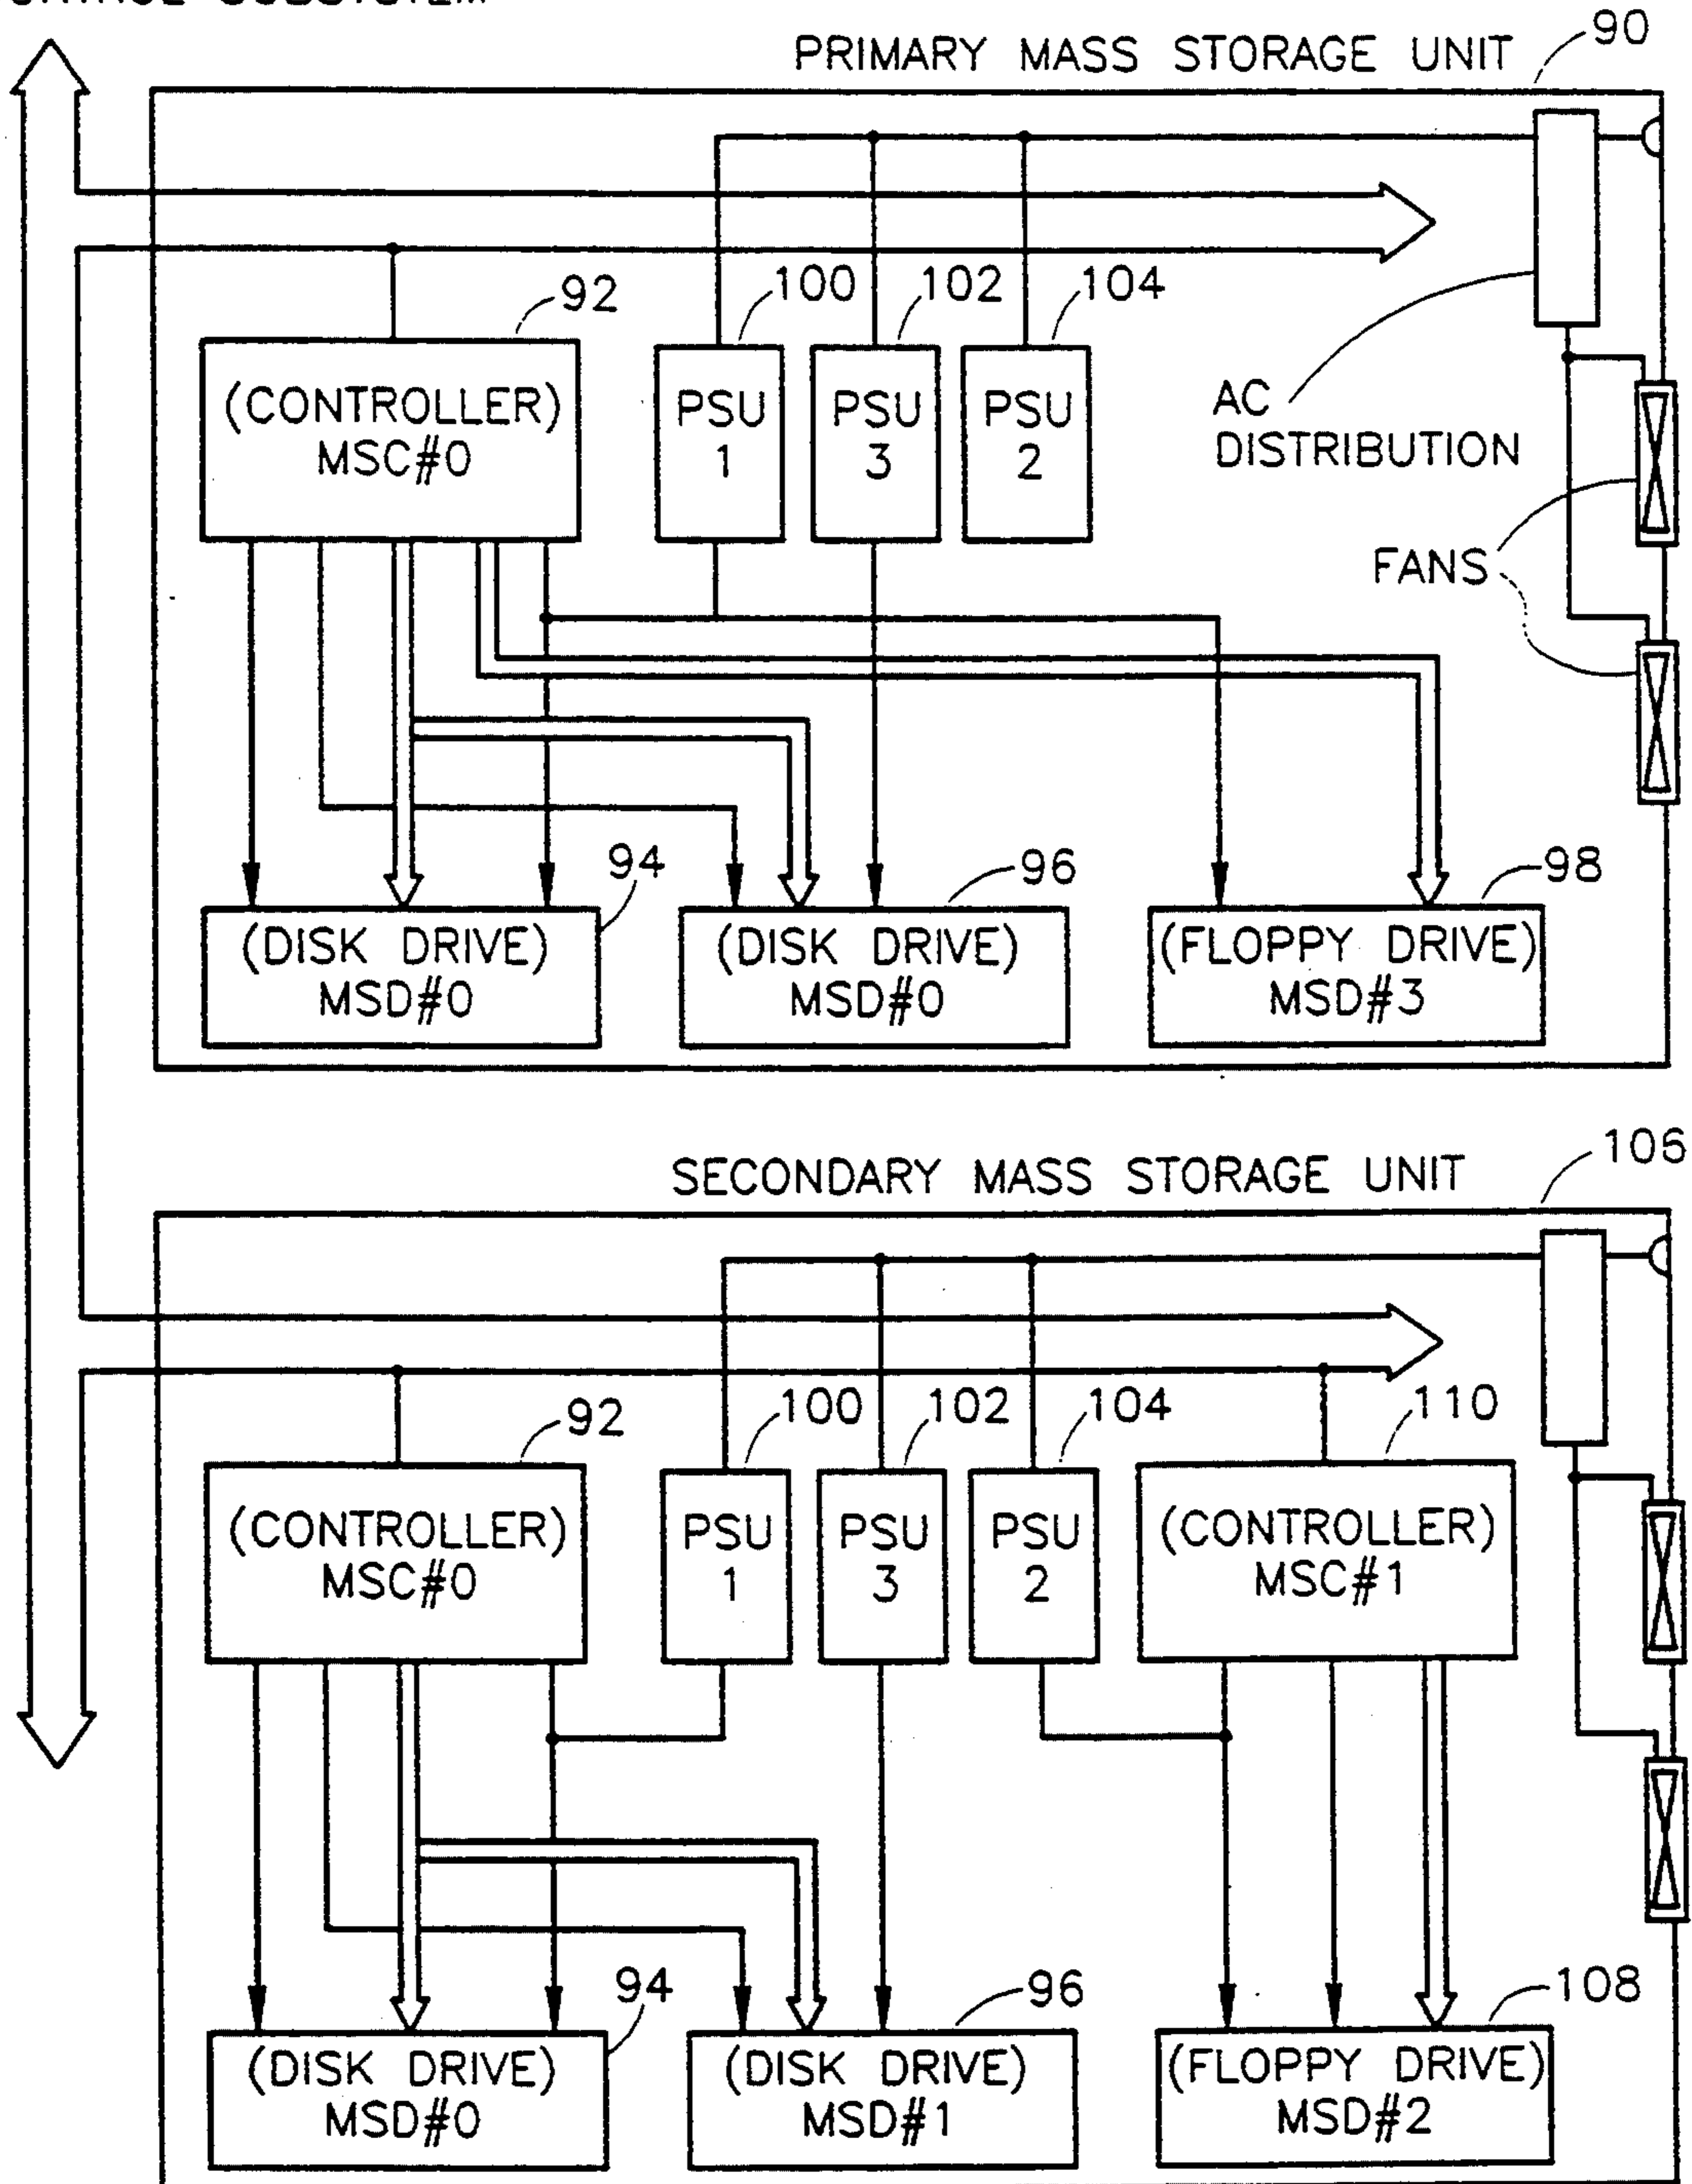 PRIMARY MASS STORAGE UNIT
90
92
100
102
104
(CONTROLLER)
MSC#0
PSU
1
PSU
3
PSU
2
AC
DISTRIBUTION
FANS
94
96
98
(DISK DRIVE)
MSD#0
(DISK DRIVE)
MSD#0
(FLOPPY DRIVE)
MSD#3
SECONDARY MASS STORAGE UNIT
106
92
100
102
104
110
(CONTROLLER)
MSC#0
PSU
1
PSU
3
PSU
2
(CONTROLLER)
MSC#1
94
96
108
(DISK DRIVE)
MSD#0
(DISK DRIVE)
MSD#1
(FLOPPY DRIVE)
MSD#2